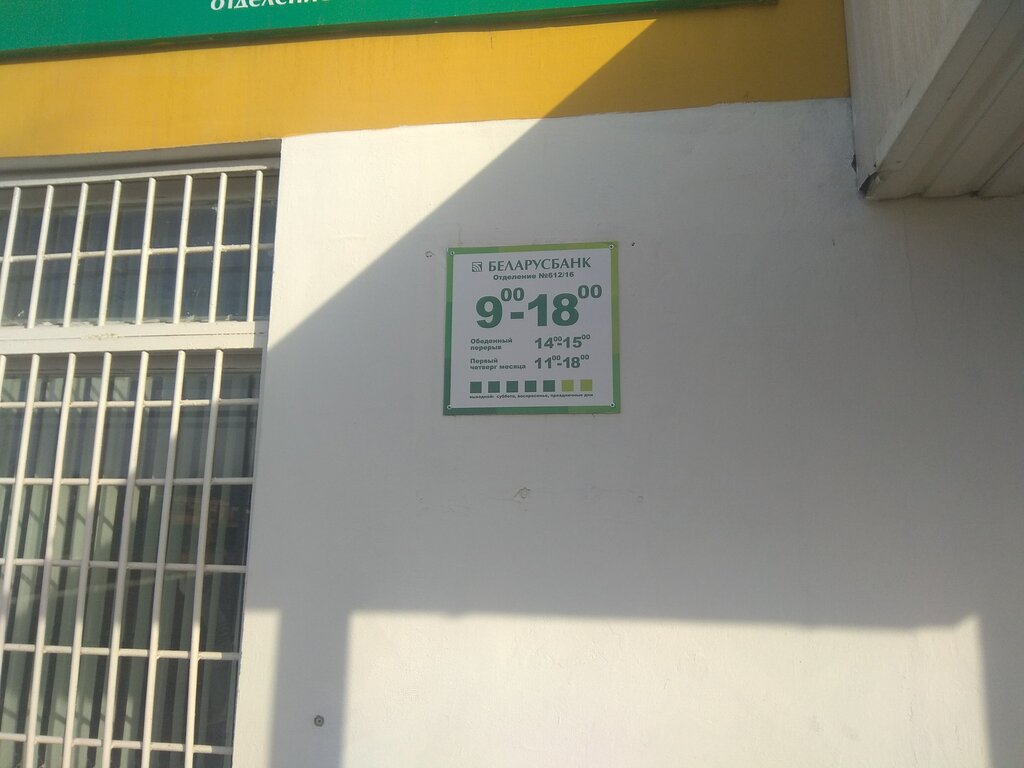 отделение
БЕЛАРУСБАНК
Отделение №612/16
9⁰⁰-18⁰⁰
Обеденный перерыв 14⁰⁰-15⁰⁰
Первый четверг месяца 11⁰⁰-18⁰⁰
выходной: суббота, воскресенье, праздничные дни